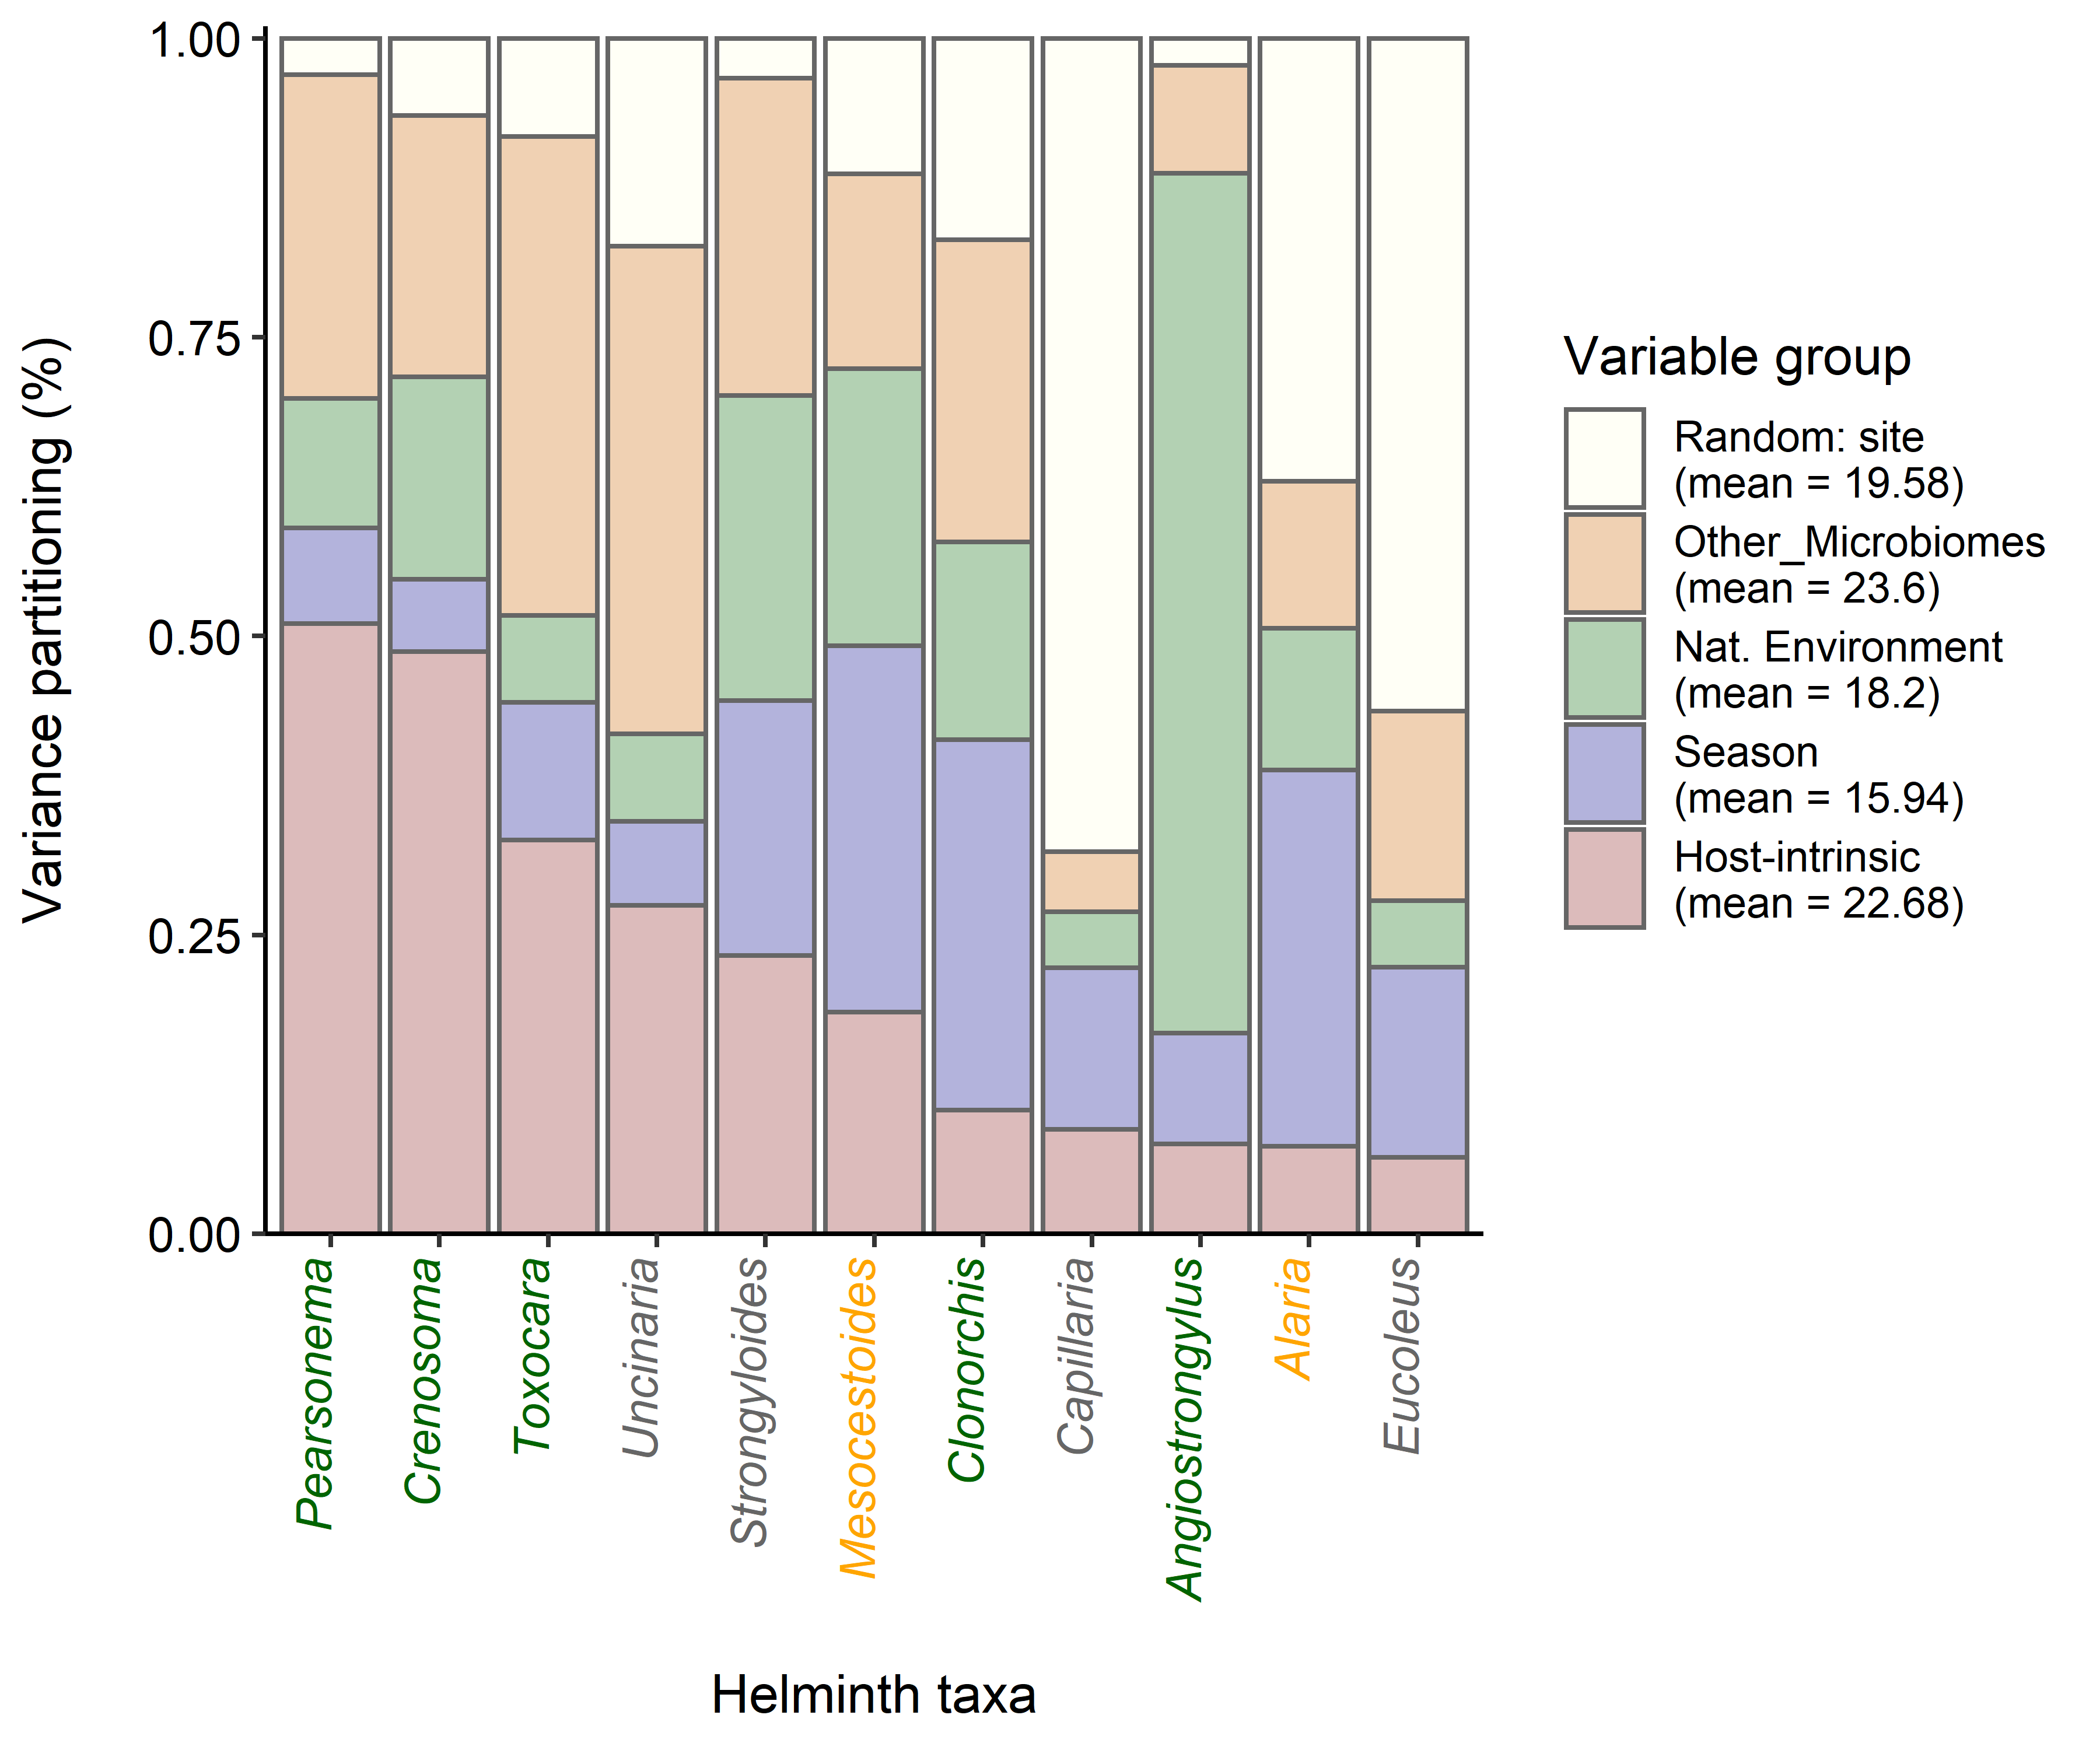 Variance partitioning (%)
1.00
0.75
0.50
0.25
0.00
Pearsonema
Crenosoma
Toxocara
Uncinaria
Strongyloides
Mesocestoides
Clonorchis
Capillaria
Angiostrongylus
Alaria
Eucoleus
Helminth taxa
Variable group
Random: site
(mean = 19.58)
Other_Microbiomes
(mean = 23.6)
Nat. Environment
(mean = 18.2)
Season
(mean = 15.94)
Host-intrinsic
(mean = 22.68)